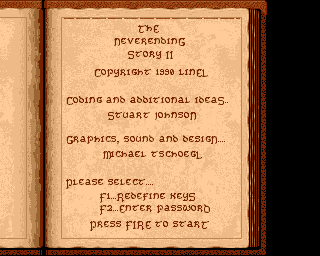 The
Neverending
Story II
Copyright 1990 Linel
Coding and additional ideas..
Stuart Johnson
Graphics, sound and design....
Michael Tschoegl
Please select....
F1...Redefine keys
F2...Enter password
Press FIRE to start